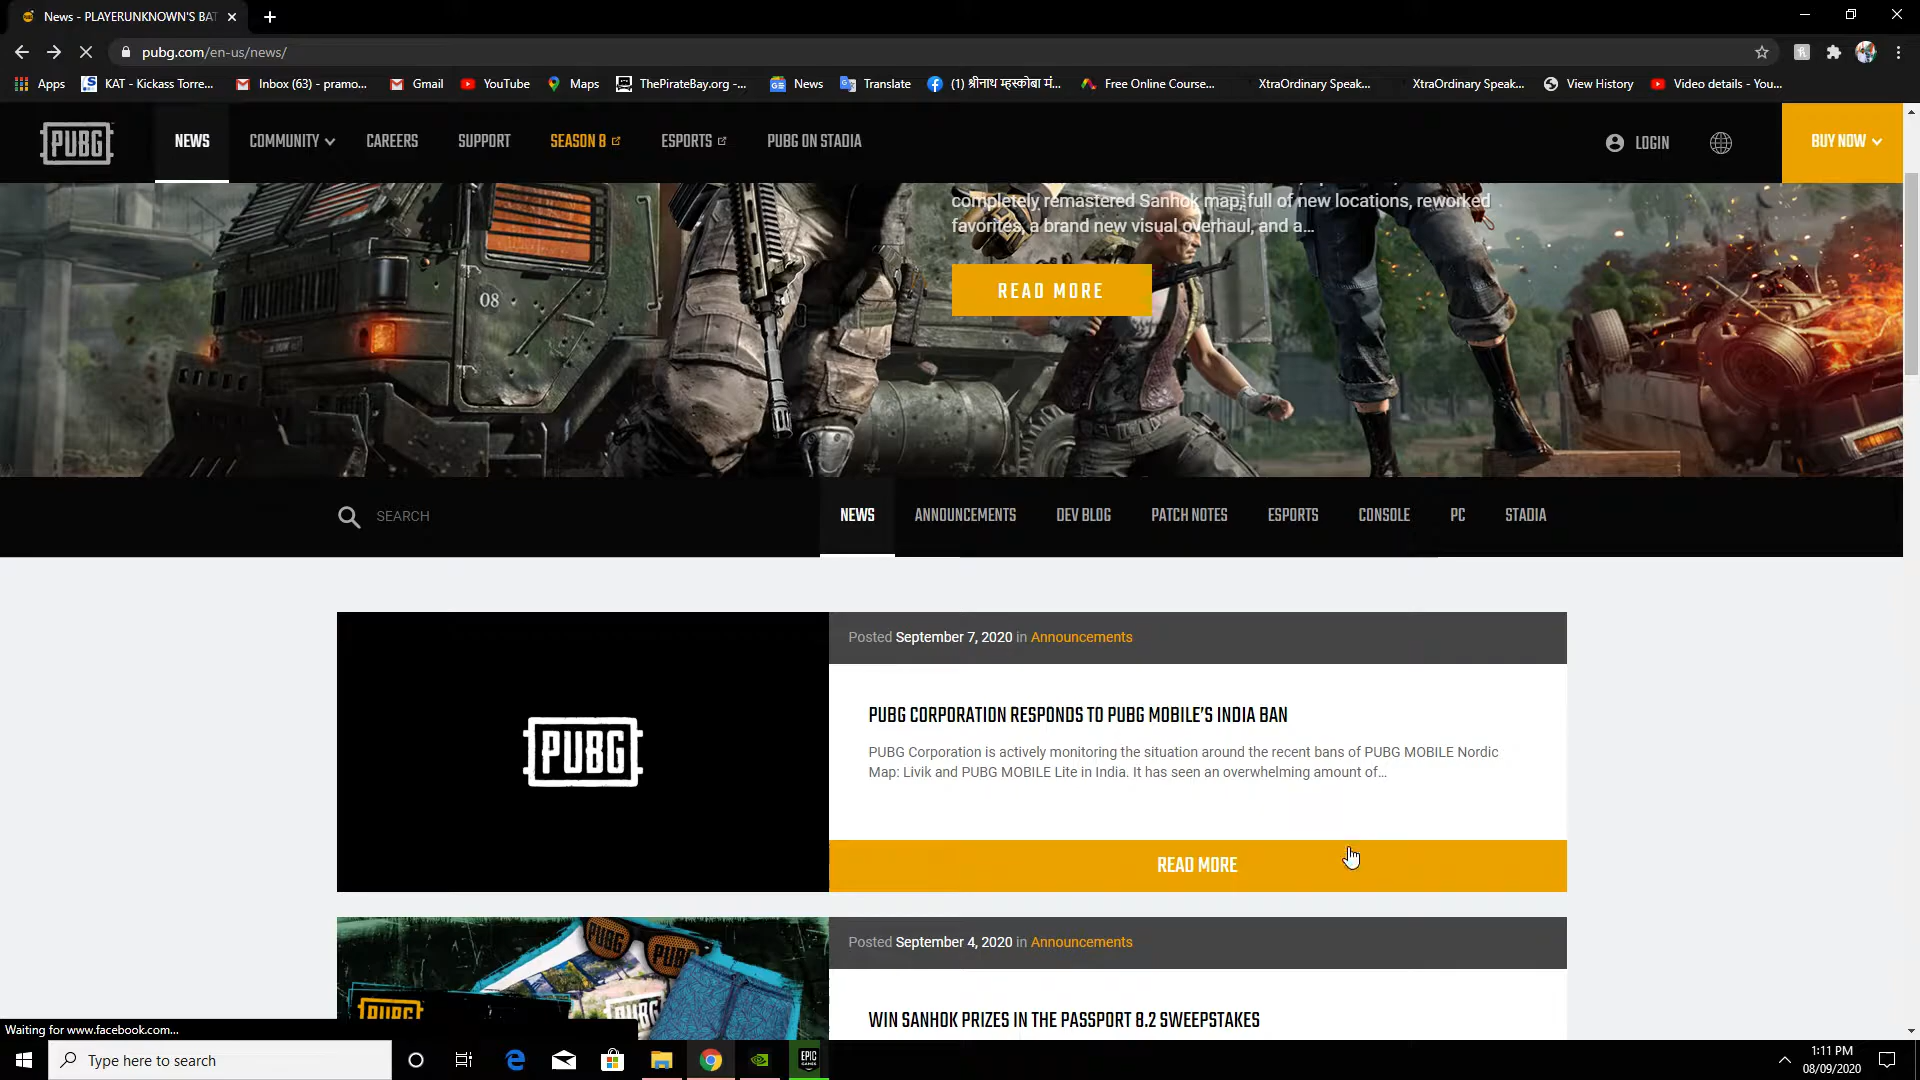 News - PLAYERUNKNOWN'S BAT
pubg.com/en-us/news/
Apps KAT - Kickass Torre... Inbox (63) - pramo... Gmail YouTube Maps ThePirateBay.org -... News Translate (1) श्रीनाथ म्हस्कोबा मं... Free Online Course... XtraOrdinary Speak... XtraOrdinary Speak... View History Video details - You...
PUBG NEWS COMMUNITY CAREERS SUPPORT SEASON 8 ESPORTS PUBG ON STADIA LOGIN BUY NOW
completely remastered Sanhok map, full of new locations, reworked
favorites, a brand new visual overhaul, and a...
READ MORE
08
SEARCH NEWS ANNOUNCEMENTS DEV BLOG PATCH NOTES ESPORTS CONSOLE PC STADIA
Posted September 7, 2020 in Announcements
PUBG
PUBG CORPORATION RESPONDS TO PUBG MOBILE'S INDIA BAN
PUBG Corporation is actively monitoring the situation around the recent bans of PUBG MOBILE Nordic
Map: Livik and PUBG MOBILE Lite in India. It has seen an overwhelming amount of...
READ MORE
Posted September 4, 2020 in Announcements
PUBG PUBG
PUBG PUBG
WIN SANHOK PRIZES IN THE PASSPORT 8.2 SWEEPSTAKES
Waiting for www.facebook.com...
Type here to search
EPIC GAMES
1:11 PM
08/09/2020